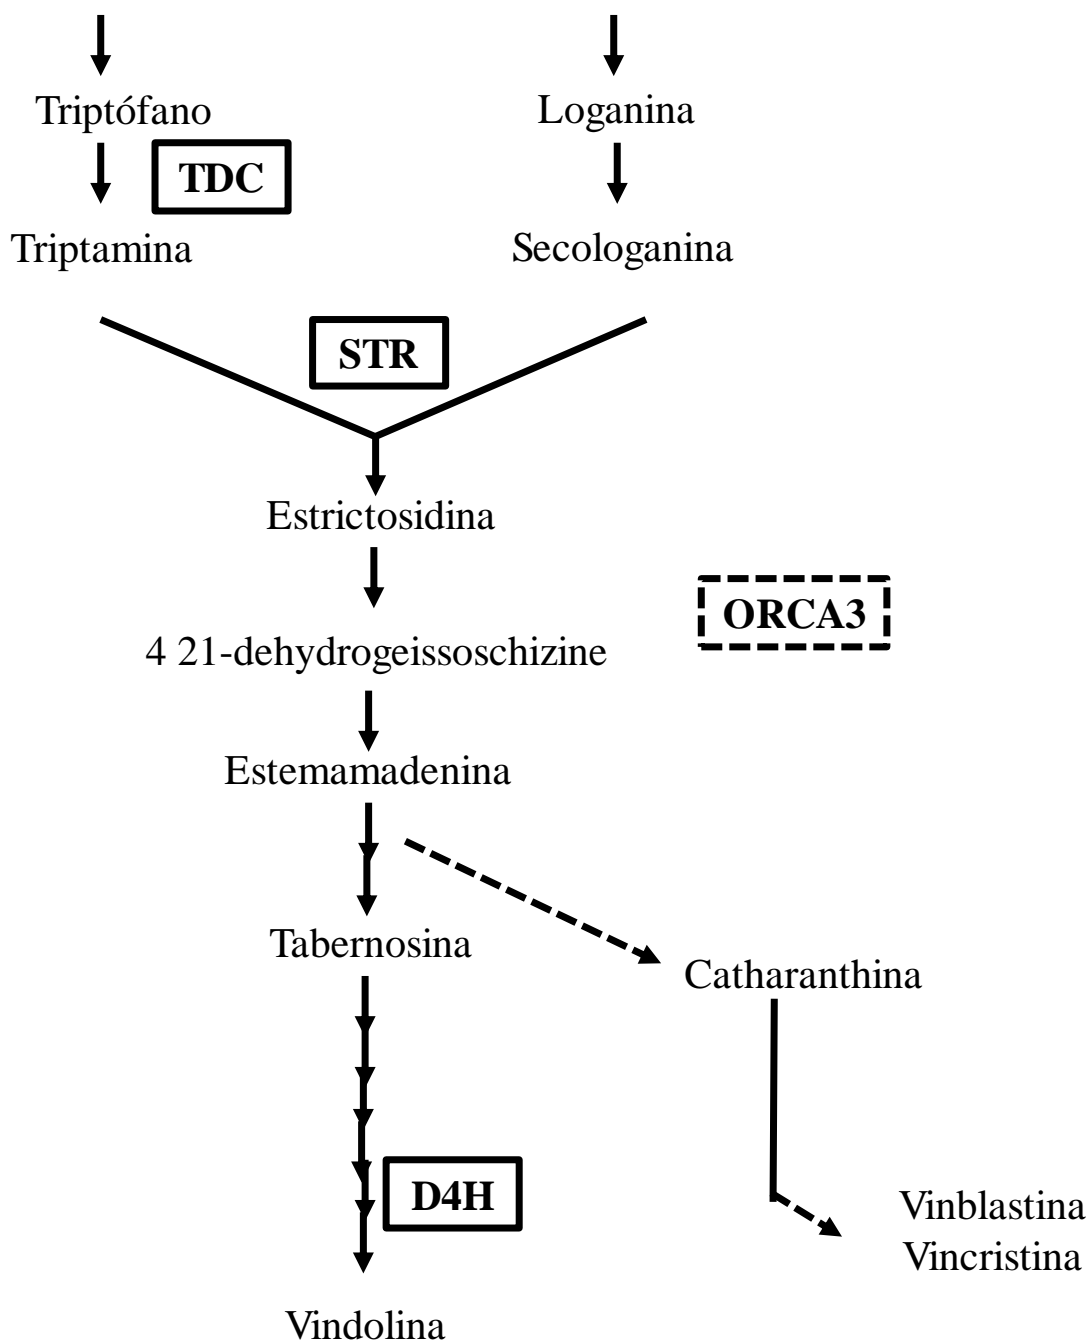 Triptófano
Loganina
TDC
Triptamina
Secologanina
STR
Estrictosidina
ORCA3
4 21-dehydrogeissoschizine
Estemamadenina
Tabernosina
Catharanthina
D4H
Vinblastina
Vincristina
Vindolina